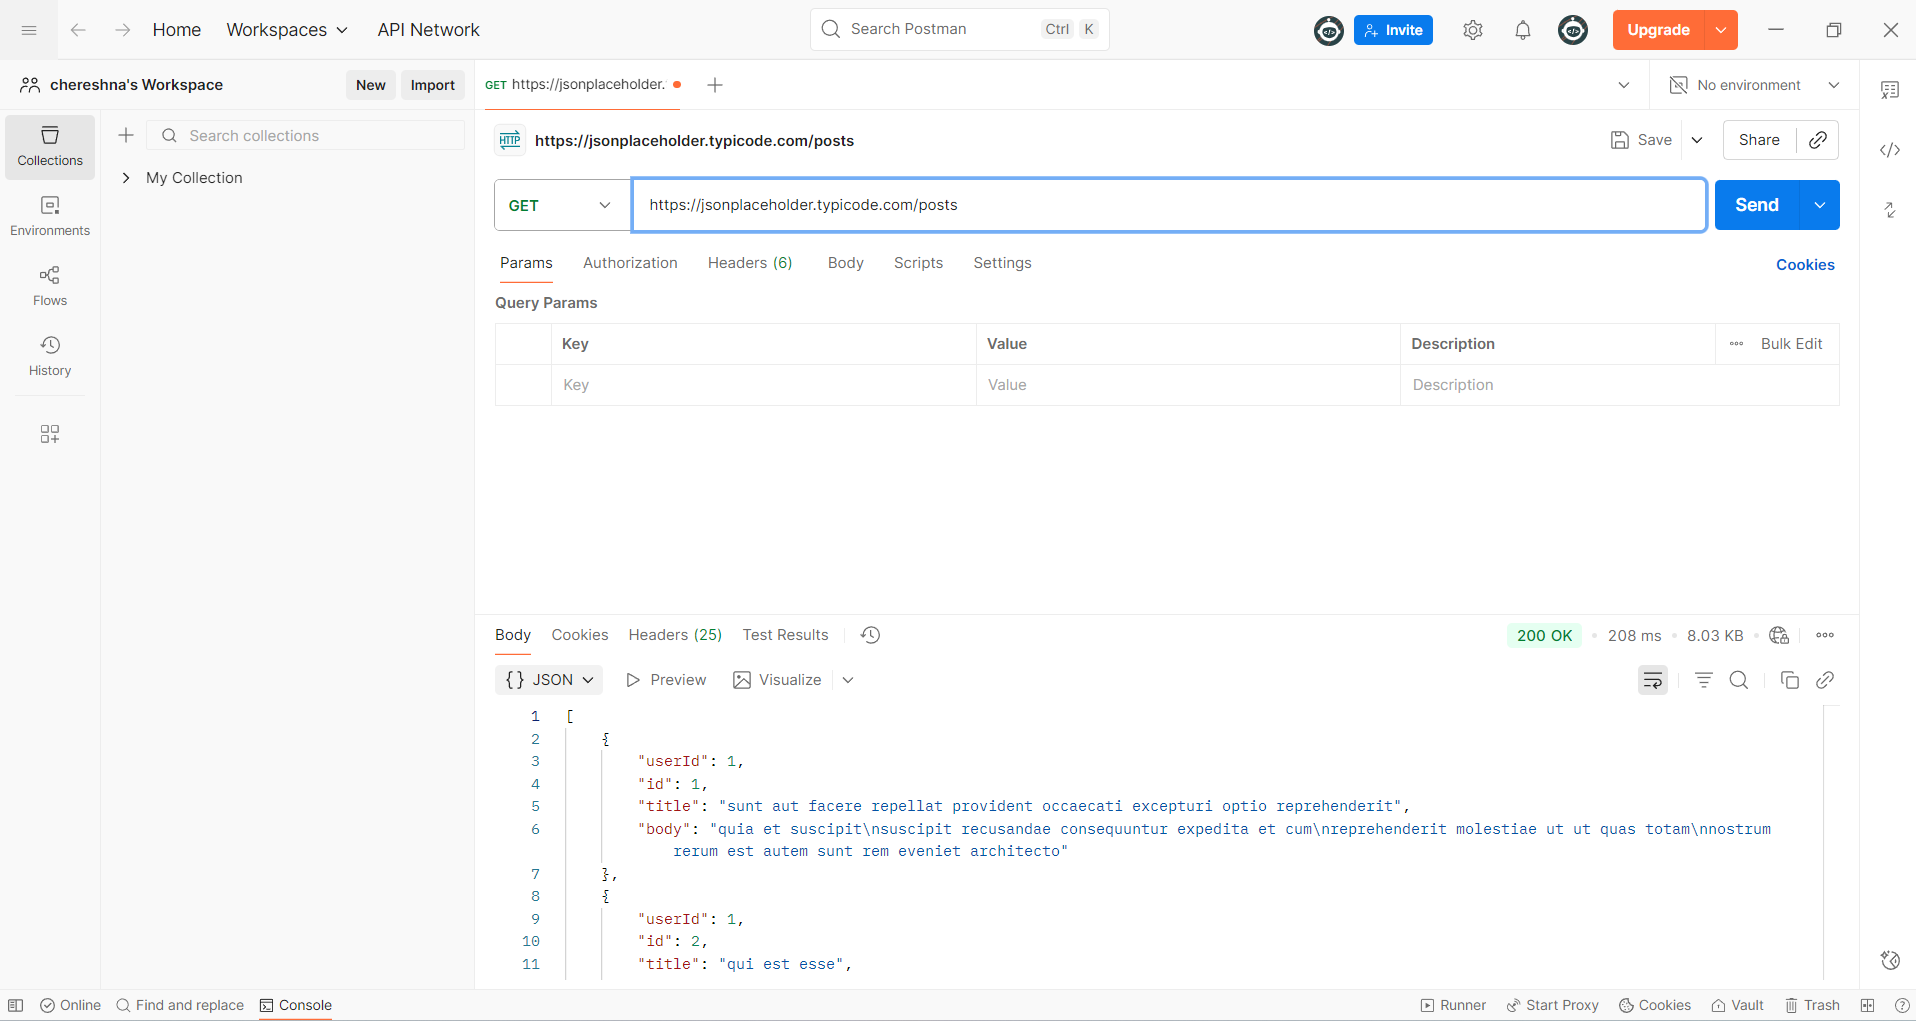 Home Workspaces API Network Search Postman Ctrl K Invite Upgrade
chereshna's Workspace New Import GET https://jsonplaceholder. No environment
Collections Search collections HTTP https://jsonplaceholder.typicode.com/posts Save Share
My Collection
GET https://jsonplaceholder.typicode.com/posts Send
Environments
Params Authorization Headers (6) Body Scripts Settings Cookies
Flows
Query Params
Key Value Description Bulk Edit
History
Key Value Description
Body Cookies Headers (25) Test Results 200 OK 208 ms 8.03 KB
{} JSON Preview Visualize
1 [
2 {
3 "userId": 1,
4 "id": 1,
5 "title": "sunt aut facere repellat provident occaecati excepturi optio reprehenderit",
6 "body": "quia et suscipit\nsuscipit recusandae consequuntur expedita et cum\nreprehenderit molestiae ut ut quas totam\nnostrum
rerum est autem sunt rem eveniet architecto"
7 },
8 {
9 "userId": 1,
10 "id": 2,
11 "title": "qui est esse",
Online Find and replace Console Runner Start Proxy Cookies Vault Trash